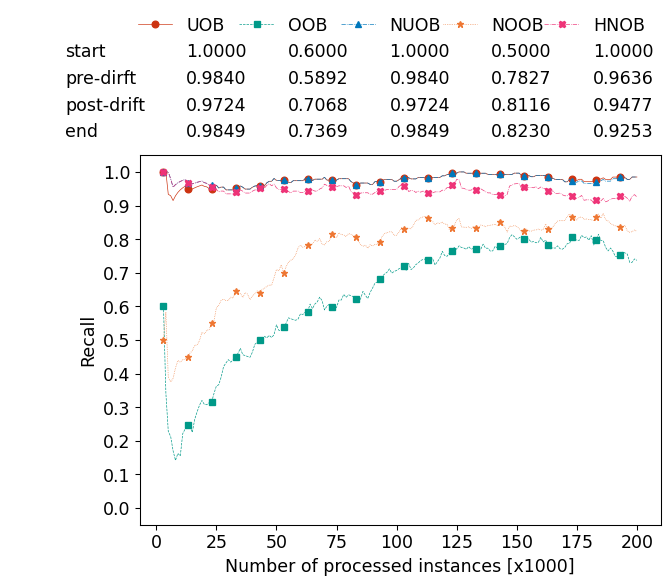 UOB OOB NUOB NOOB HNOB
start 1.0000 0.6000 1.0000 0.5000 1.0000
pre-dirft 0.9840 0.5892 0.9840 0.7827 0.9636
post-drift 0.9724 0.7068 0.9724 0.8116 0.9477
end 0.9849 0.7369 0.9849 0.8230 0.9253
1.0
0.9
0.8
0.7
0.6
0.5
0.4
0.3
0.2
0.1
0.0
Recall
0 25 50 75 100 125 150 175 200
Number of processed instances [x1000]